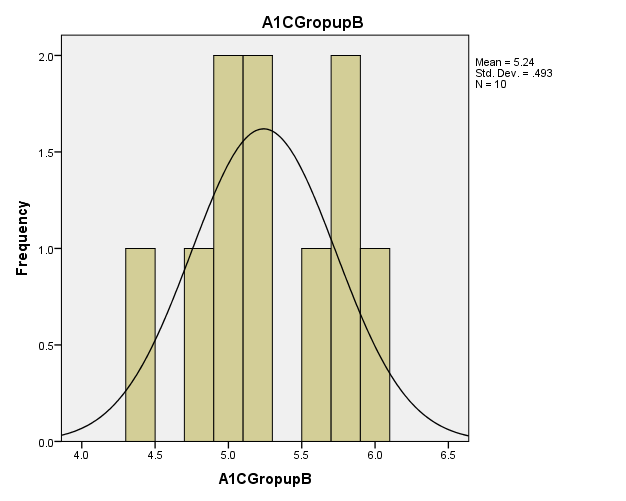 A1CGropupB
Mean = 5.24
Std. Dev. = .493
N = 10
2.0
1.5
1.0
0.5
0.0
Frequency
4.0 4.5 5.0 5.5 6.0 6.5
A1CGropupB